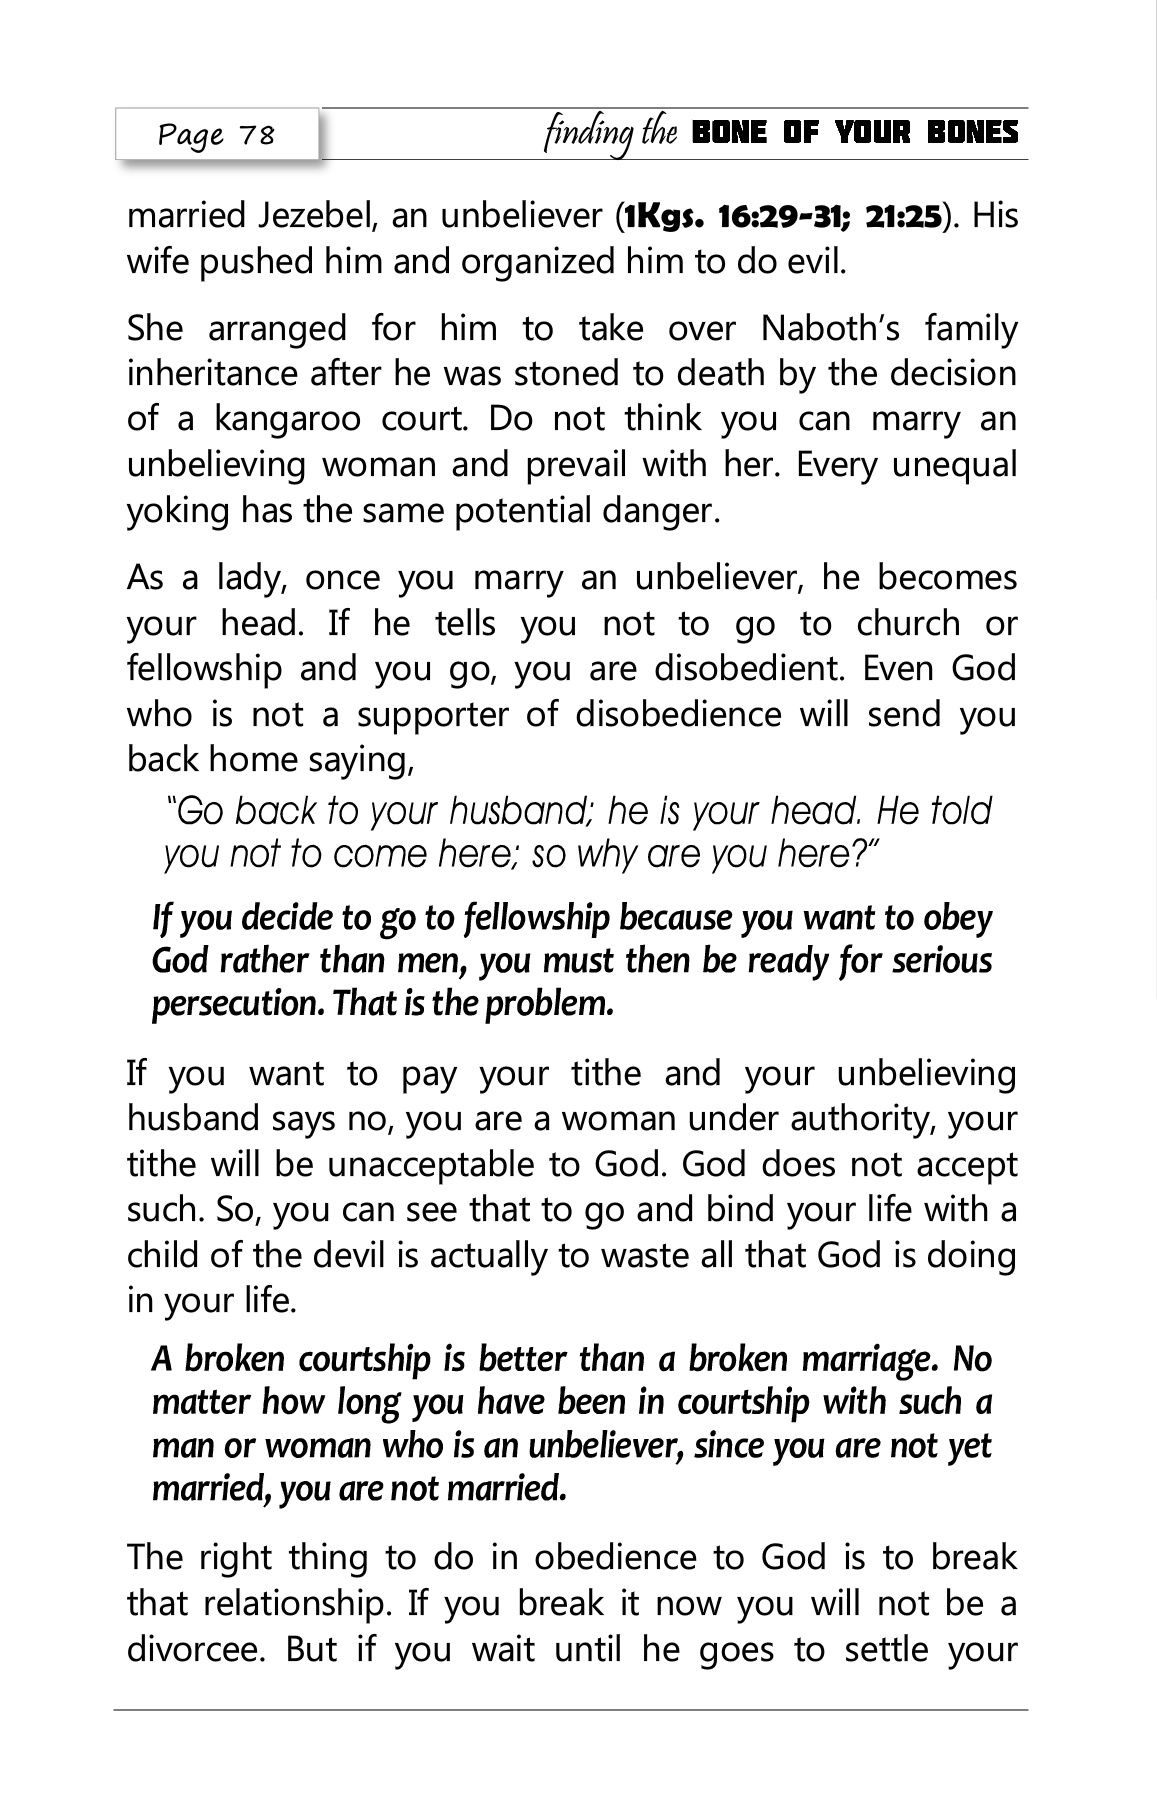 Page 78
finding the BONE OF YOUR BONES
married Jezebel, an unbeliever (1Kgs. 16:29-31; 21:25). His
wife pushed him and organized him to do evil.
She arranged for him to take over Naboth’s family
inheritance after he was stoned to death by the decision
of a kangaroo court. Do not think you can marry an
unbelieving woman and prevail with her. Every unequal
yoking has the same potential danger.
As a lady, once you marry an unbeliever, he becomes
your head. If he tells you not to go to church or
fellowship and you go, you are disobedient. Even God
who is not a supporter of disobedience will send you
back home saying,
“Go back to your husband; he is your head. He told
you not to come here; so why are you here?”
If you decide to go to fellowship because you want to obey
God rather than men, you must then be ready for serious
persecution. That is the problem.
If you want to pay your tithe and your unbelieving
husband says no, you are a woman under authority, your
tithe will be unacceptable to God. God does not accept
such. So, you can see that to go and bind your life with a
child of the devil is actually to waste all that God is doing
in your life.
A broken courtship is better than a broken marriage. No
matter how long you have been in courtship with such a
man or woman who is an unbeliever, since you are not yet
married, you are not married.
The right thing to do in obedience to God is to break
that relationship. If you break it now you will not be a
divorcee. But if you wait until he goes to settle your